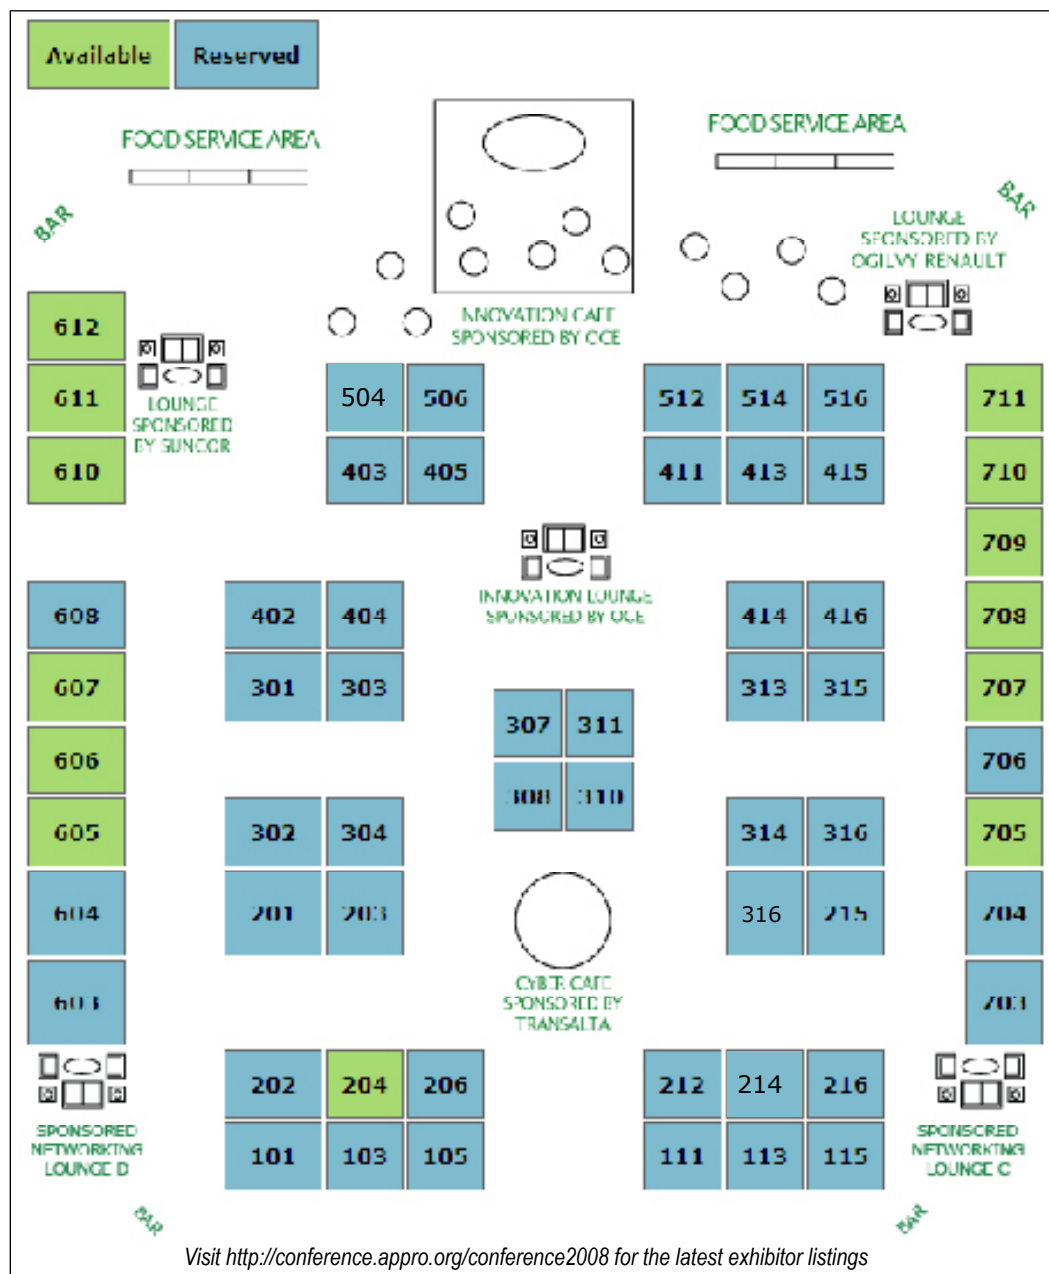 Available Reserved
FOOD SERVICE AREA
FOOD SERVICE AREA
BAR
BAR
LOUNGE
SPONSORED BY
OGILVY RENAULT
INNOVATION CAFE
SPONSORED BY OCE
612
611
610
LOUNGE
SPONSORED
BY SUNCOR
504 506 512 514 516 711
403 405 411 413 415 710
709
INNOVATION LOUNGE
SPONSORED BY OCE
608 402 404 414 416 708
607 301 303 313 315 707
307 311
606 706
308 310
605 302 304 314 316 705
604 201 203 316 215 704
CYBER CAFE
SPONSORED BY
TRANSALTA
603 703
202 204 206 212 214 216
101 103 105 111 113 115
SPONSORED
NETWORKING
LOUNGE D
SPONSORED
NETWORKING
LOUNGE C
BAR
BAR
Visit http://conference.appro.org/conference2008 for the latest exhibitor listings